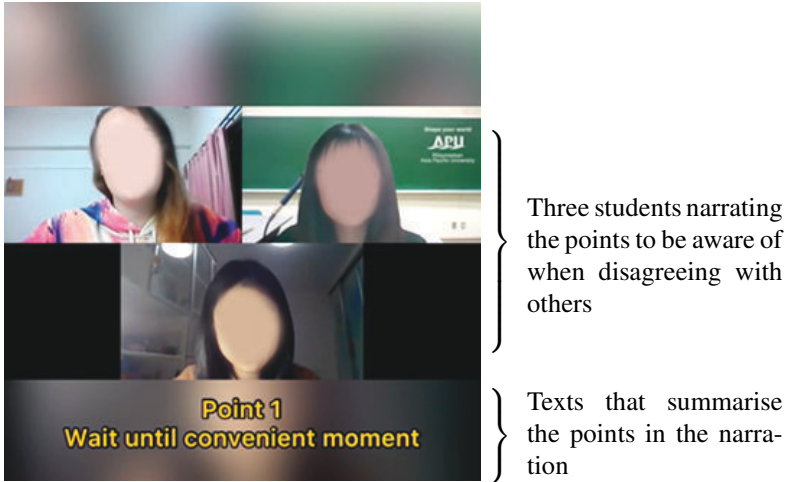 Shape your world
APU
Ritsumeikan
Asia Pacific University
Three students narrating
the points to be aware of
when disagreeing with
others
Point 1
Wait until convenient moment
Texts that summarise
the points in the narra-
tion